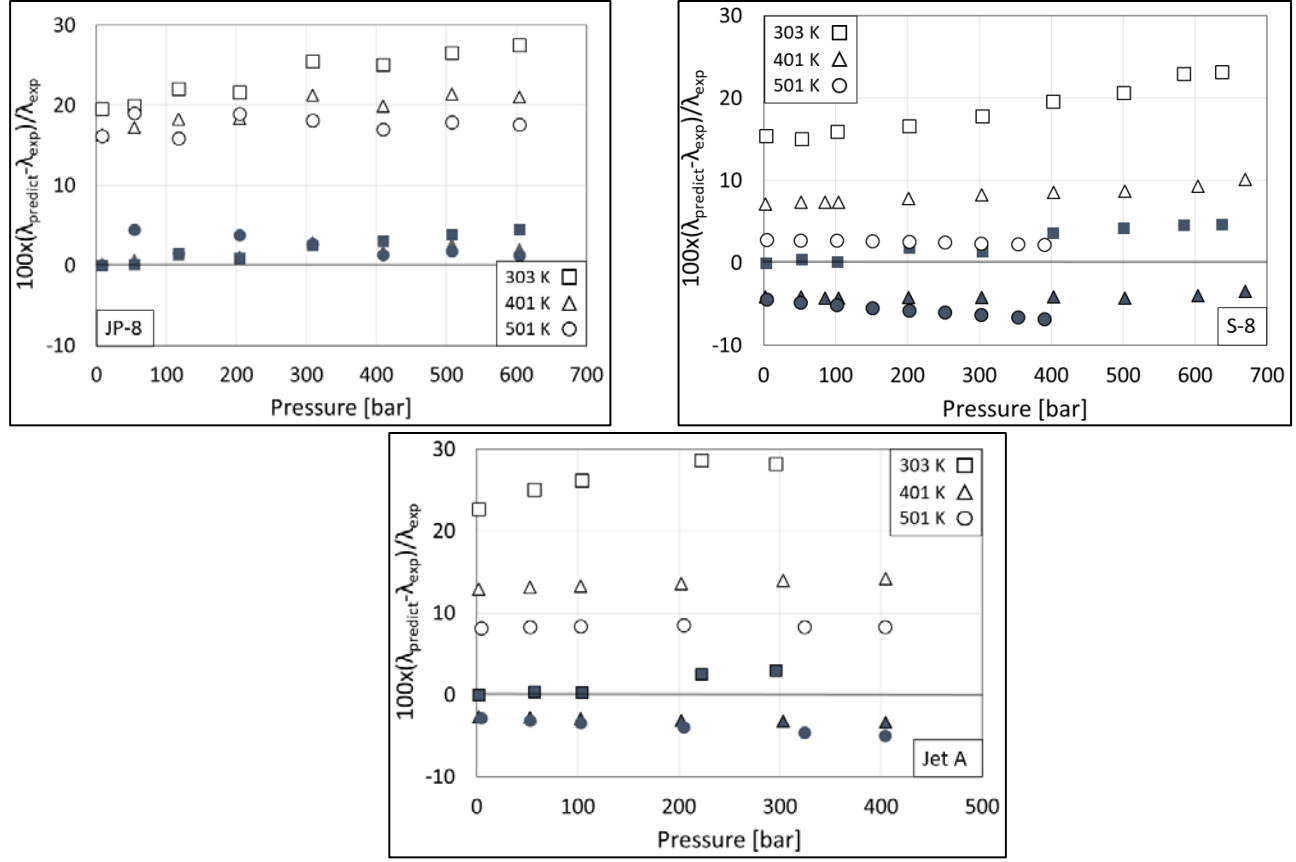 100x(λpredict-λexp)/λexp
30
20
10
0
-10
303 K
401 K
501 K
JP-8
0 100 200 300 400 500 600 700
Pressure [bar]
100x(λpredict-λexp)/λexp
30
20
10
0
-10
303 K
401 K
501 K
S-8
0 100 200 300 400 500 600 700
Pressure [bar]
100x(λpredict-λexp)/λexp
30
20
10
0
-10
303 K
401 K
501 K
Jet A
0 100 200 300 400 500
Pressure [bar]